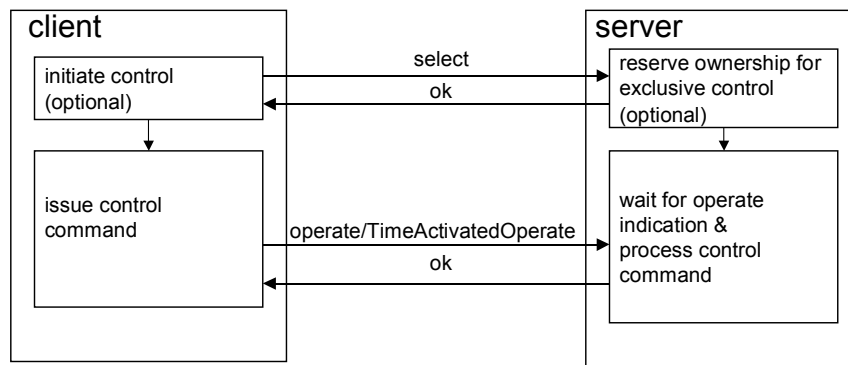 client
server
initiate control
(optional)
select
ok
reserve ownership for
exclusive control
(optional)
issue control
command
operate/TimeActivatedOperate
ok
wait for operate
indication &
process control
command